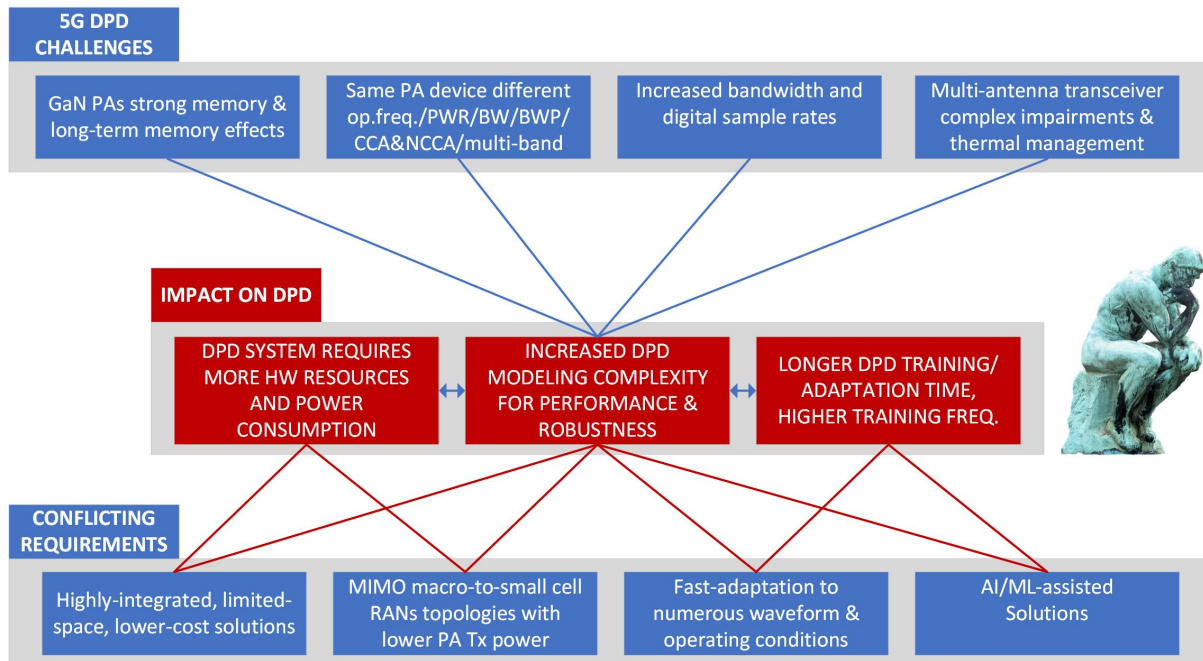 5G DPD
CHALLENGES
GaN PAs strong memory &
long-term memory effects
Same PA device different
op.freq./PWR/BW/BWP/
CCA&NCCA/multi-band
Increased bandwidth and
digital sample rates
Multi-antenna transceiver
complex impairments &
thermal management
IMPACT ON DPD
DPD SYSTEM REQUIRES
MORE HW RESOURCES
AND POWER
CONSUMPTION
INCREASED DPD
MODELING COMPLEXITY
FOR PERFORMANCE &
ROBUSTNESS
LONGER DPD TRAINING/
ADAPTATION TIME,
HIGHER TRAINING FREQ.
CONFLICTING
REQUIREMENTS
Highly-integrated, limited-
space, lower-cost solutions
MIMO macro-to-small cell
RANs topologies with
lower PA Tx power
Fast-adaptation to
numerous waveform &
operating conditions
AI/ML-assisted
Solutions